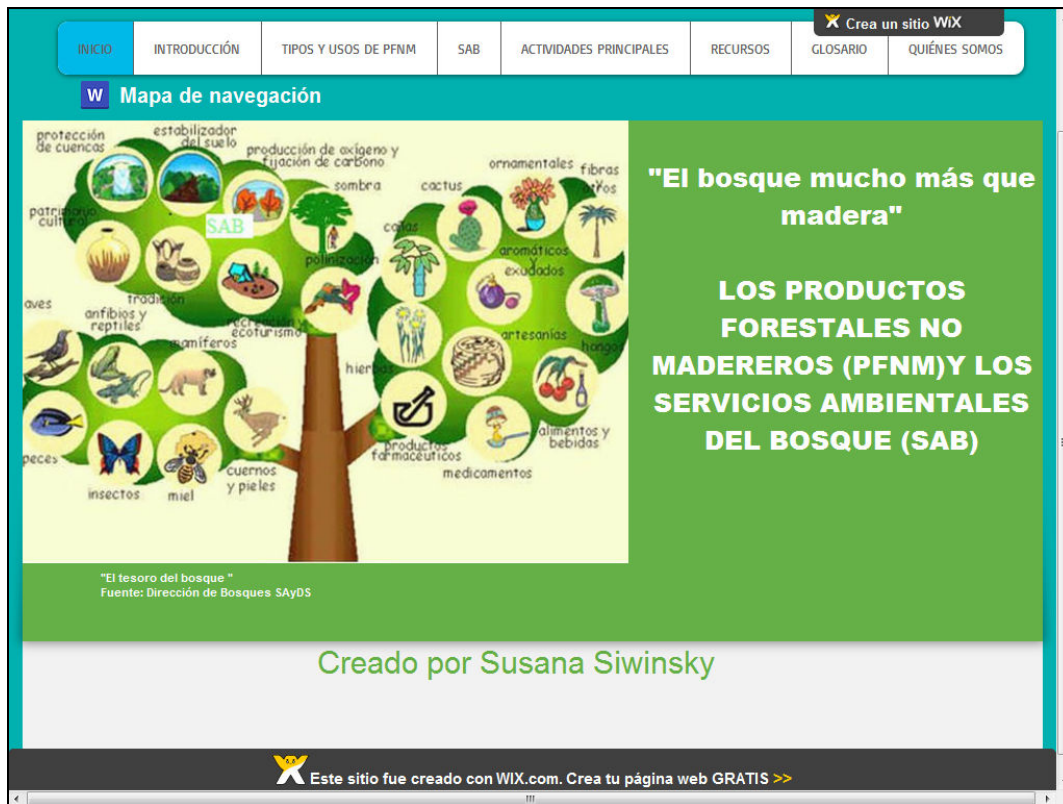 Crea un sitio WiX
INICIO
INTRODUCCIÓN
TIPOS Y USOS DE PFNM
SAB
ACTIVIDADES PRINCIPALES
RECURSOS
GLOSARIO
QUIÉNES SOMOS
W Mapa de navegación
protección
de cuencas
estabilizador
del suelo
producción de oxígeno y
fijación de carbono
sombra
patrimonio
cultural
SAB
polinización
tradición
recreación y
ecoturismo
aves
anfibios y
reptiles
mamíferos
peces
insectos
miel
cuernos
y pieles
cactus
ornamentales
fibras
otros
cañas
aromáticos
y
exudados
artesanías
hongos
hierbas
productos
farmaceuticos
medicamentos
alimentos y
bebidas
"El bosque mucho más que
madera"
LOS PRODUCTOS
FORESTALES NO
MADEREROS (PFNM)Y LOS
SERVICIOS AMBIENTALES
DEL BOSQUE (SAB)
"El tesoro del bosque "
Fuente: Dirección de Bosques SAyDS
Creado por Susana Siwinsky
Este sitio fue creado con WIX.com. Crea tu página web GRATIS >>